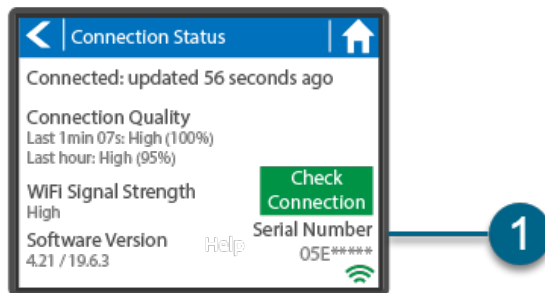 Connection Status
Connected: updated 56 seconds ago
Connection Quality
Last 1min 07s: High (100%)
Last hour: High (95%)
WiFi Signal Strength
High
Check
Connection
Software Version
4.21 / 19.6.3
Help
Serial Number
05E*****
1